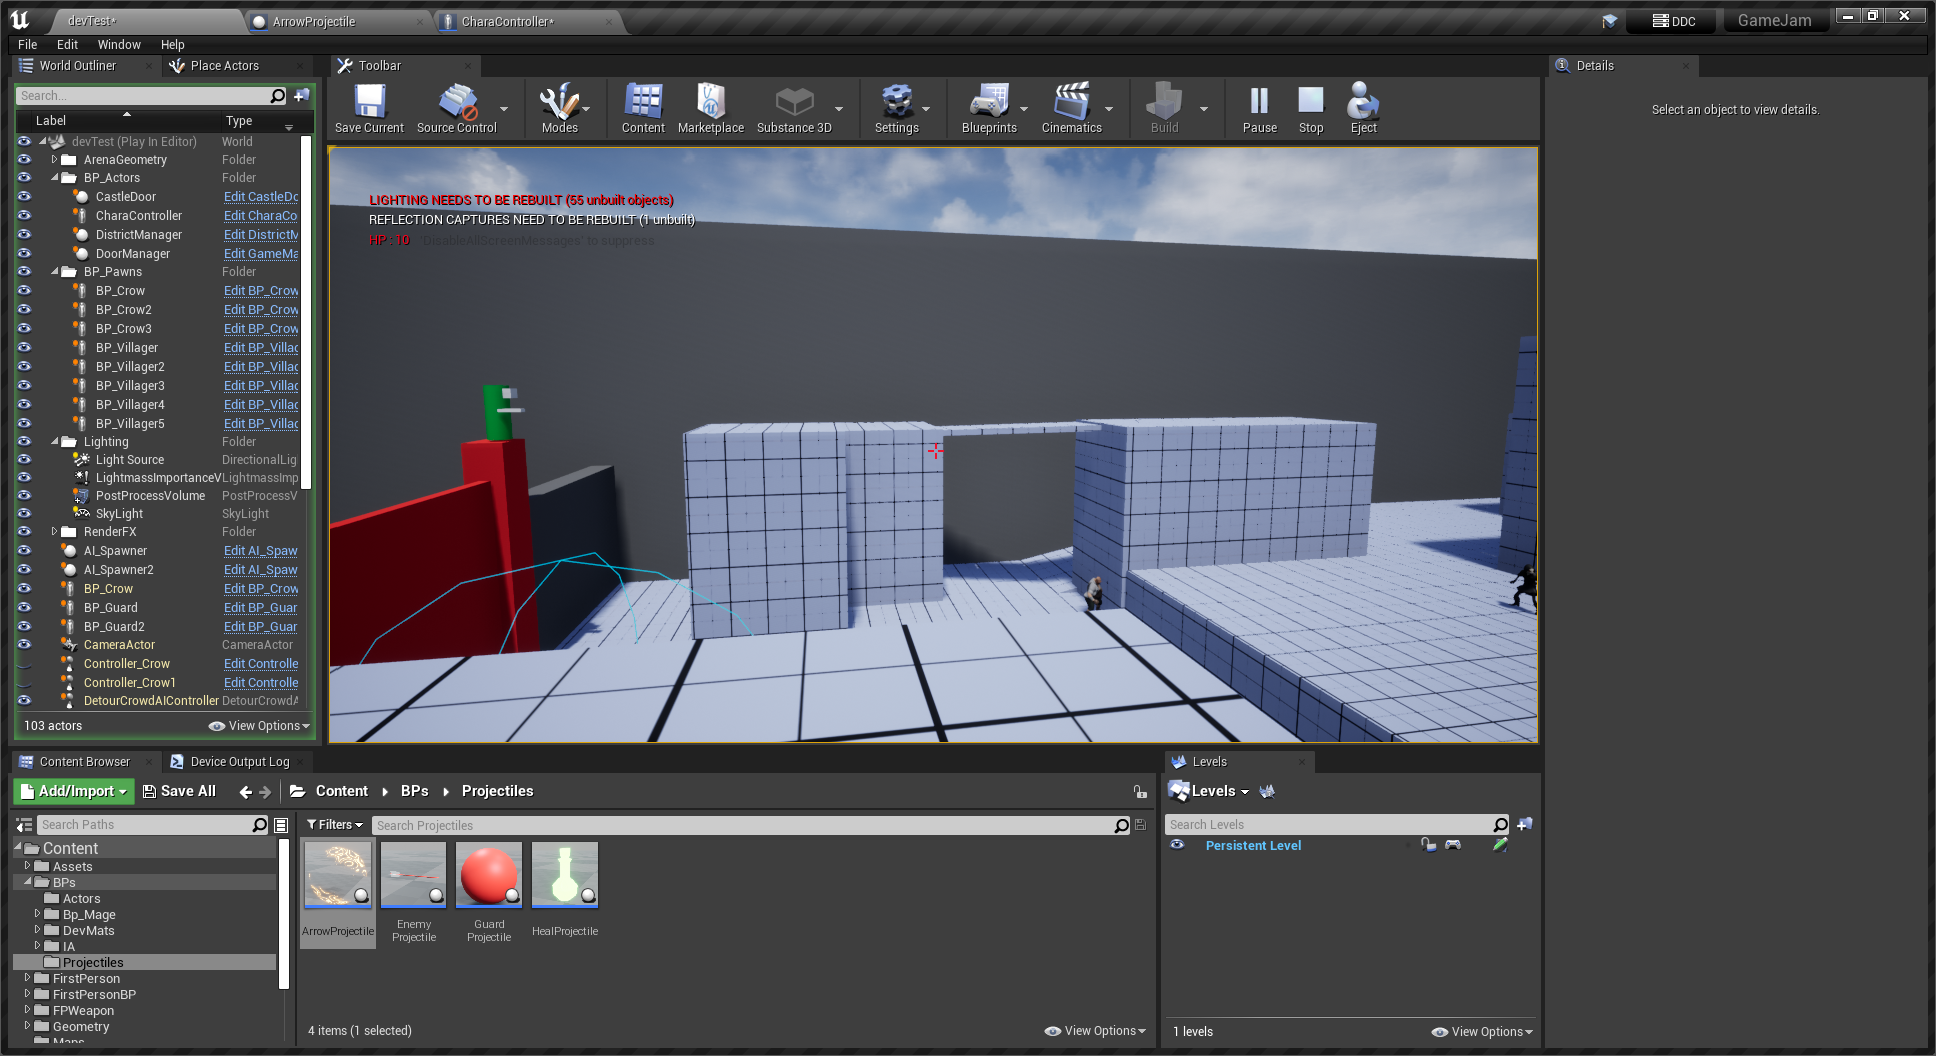 devTest*
ArrowProjectile
CharaController*
DDC
GameJam
File Edit Window Help
World Outliner
Place Actors
Toolbar
Details
Search...
Label Type
devTest (Play In Editor) World
ArenaGeometry Folder
BP_Actors Folder
CastleDoor Edit CastleDo
CharaController Edit CharaCo
DistrictManager Edit DistrictM
DoorManager Edit GameMa
BP_Pawns Folder
BP_Crow Edit BP_Crow
BP_Crow2 Edit BP_Crow
BP_Crow3 Edit BP_Crow
BP_Villager Edit BP_Villac
BP_Villager2 Edit BP_Villac
BP_Villager3 Edit BP_Villac
BP_Villager4 Edit BP_Villac
BP_Villager5 Edit BP_Villac
Lighting Folder
Light Source DirectionalLig
LightmassImportanceV LightmassImp
PostProcessVolume PostProcessV
SkyLight SkyLight
RenderFX Folder
AI_Spawner Edit AI_Spaw
AI_Spawner2 Edit AI_Spaw
BP_Crow Edit BP_Crow
BP_Guard Edit BP_Guar
BP_Guard2 Edit BP_Guar
CameraActor CameraActor
Controller_Crow Edit Controlle
Controller_Crow1 Edit Controlle
DetourCrowdAIController DetourCrowdA
103 actors
View Options
Save Current
Source Control
Modes
Content
Marketplace
Substance 3D
Settings
Blueprints
Cinematics
Build
Pause
Stop
Eject
Select an object to view details.
LIGHTING NEEDS TO BE REBUILT (55 unbuilt objects)
REFLECTION CAPTURES NEED TO BE REBUILT (1 unbuilt)
HP : 10 'DisableAllScreenMessages' to suppress
Content Browser
Device Output Log
Add/Import
Save All
Content
BPs
Projectiles
Search Paths
Filters
Search Projectiles
Content
Assets
BPs
Actors
Bp_Mage
DevMats
IA
Projectiles
FirstPerson
FirstPersonBP
FPWeapon
Geometry
Maps
ArrowProjectile
Enemy
Projectile
Guard
Projectile
HealProjectile
4 items (1 selected)
View Options
Levels
Levels
Search Levels
Persistent Level
1 levels
View Options